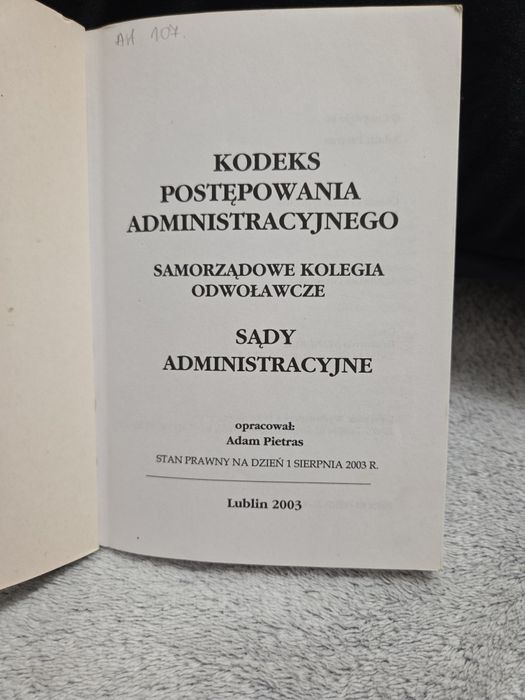 AH 107.
KODEKS
POSTĘPOWANIA
ADMINISTRACYJNEGO
SAMORZĄDOWE KOLEGIA
ODWOŁAWCZE
SĄDY
ADMINISTRACYJNE
opracował:
Adam Pietras
STAN PRAWNY NA DZIEŃ 1 SIERPNIA 2003 R.
Lublin 2003